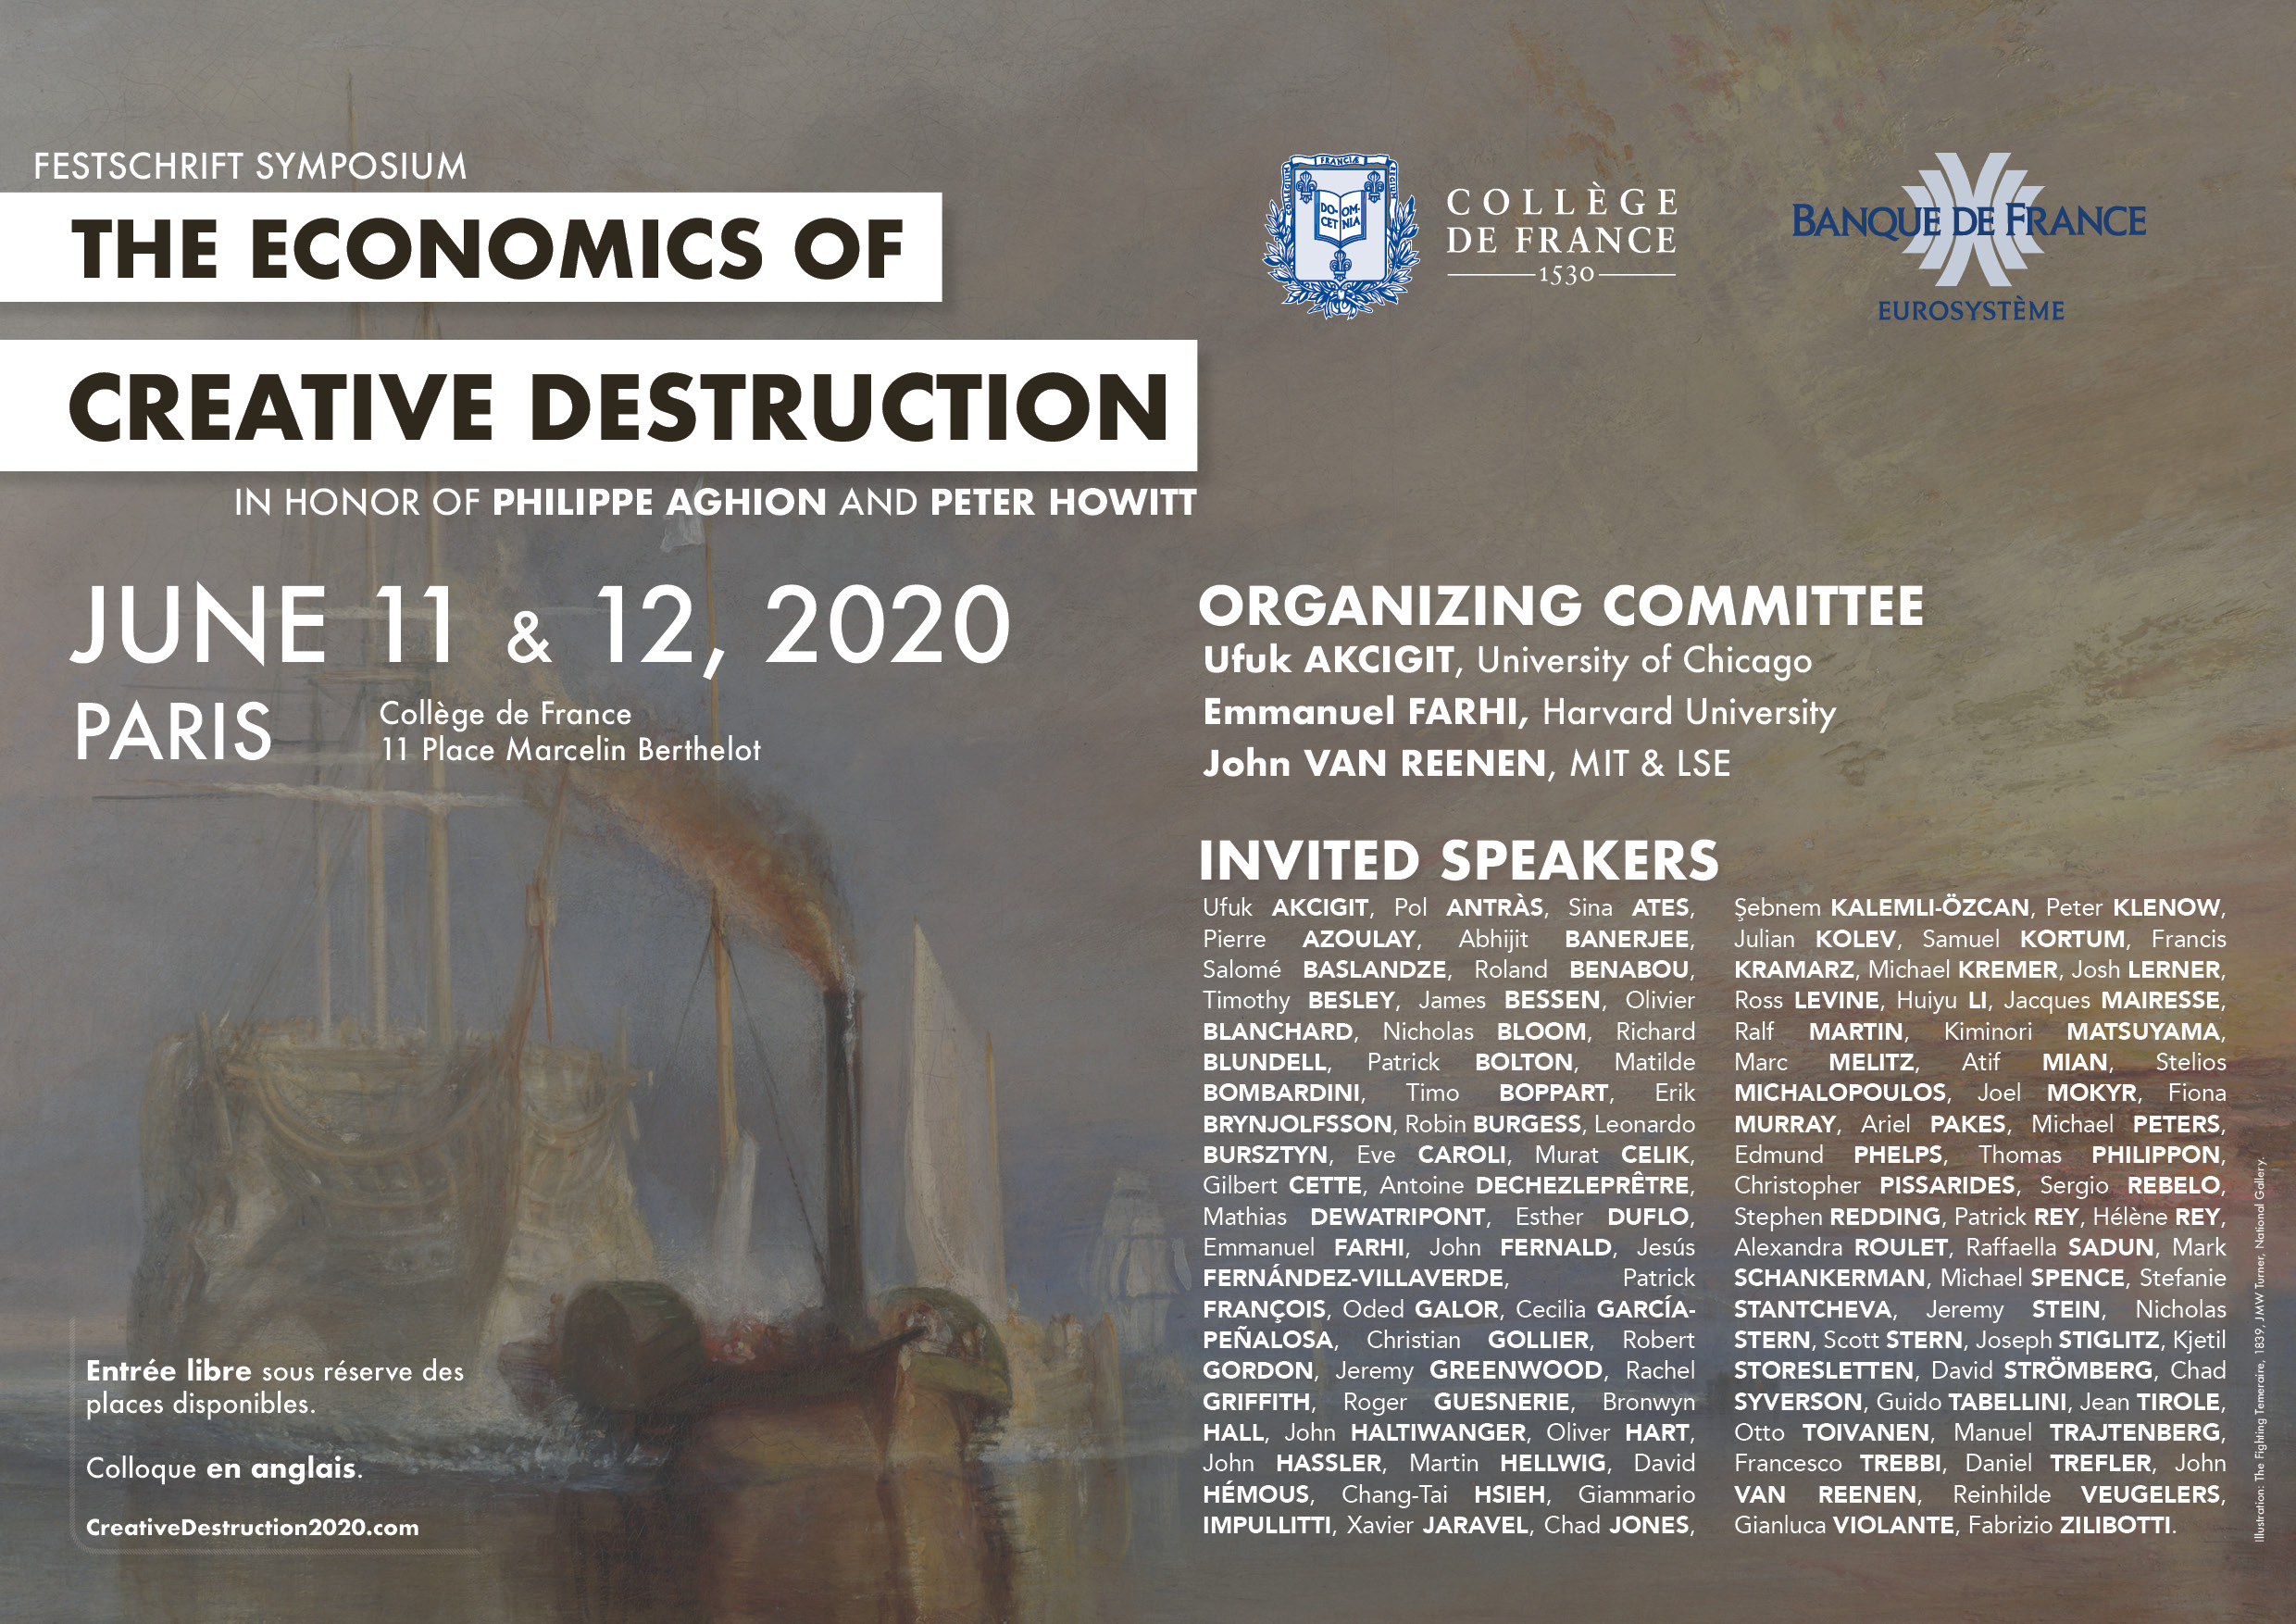 FESTSCHRIFT SYMPOSIUM
THE ECONOMICS OF
CREATIVE DESTRUCTION
IN HONOR OF PHILIPPE AGHION AND PETER HOWITT
JUNE 11 & 12, 2020
PARIS
Collège de France
11 Place Marcelin Berthelot
FRANCIÆ
DO- OM-
CET NIA
COLLÈGE
DE FRANCE
1530
BANQUE DE FRANCE
EUROSYSTÈME
ORGANIZING COMMITTEE
Ufuk AKCIGIT, University of Chicago
Emmanuel FARHI, Harvard University
John VAN REENEN, MIT & LSE
INVITED SPEAKERS
Ufuk AKCIGIT, Pol ANTRÀS, Sina ATES,
Pierre AZOULAY, Abhijit BANERJEE,
Salomé BASLANDZE, Roland BENABOU,
Timothy BESLEY, James BESSEN, Olivier
BLANCHARD, Nicholas BLOOM, Richard
BLUNDELL, Patrick BOLTON, Matilde
BOMBARDINI, Timo BOPPART, Erik
BRYNJOLFSSON, Robin BURGESS, Leonardo
BURSZTYN, Eve CAROLI, Murat CELIK,
Gilbert CETTE, Antoine DECHEZLEPRÊTRE,
Mathias DEWATRIPONT, Esther DUFLO,
Emmanuel FARHI, John FERNALD, Jesús
FERNÁNDEZ-VILLAVERDE, Patrick
FRANÇOIS, Oded GALOR, Cecilia GARCÍA-
PEÑALOSA, Christian GOLLIER, Robert
GORDON, Jeremy GREENWOOD, Rachel
GRIFFITH, Roger GUESNERIE, Bronwyn
HALL, John HALTIWANGER, Oliver HART,
John HASSLER, Martin HELLWIG, David
HÉMOUS, Chang-Tai HSIEH, Giammario
IMPULLITTI, Xavier JARAVEL, Chad JONES,
Şebnem KALEMLI-ÖZCAN, Peter KLENOW,
Julian KOLEV, Samuel KORTUM, Francis
KRAMARZ, Michael KREMER, Josh LERNER,
Ross LEVINE, Huiyu LI, Jacques MAIRESSE,
Ralf MARTIN, Kiminori MATSUYAMA,
Marc MELITZ, Atif MIAN, Stelios
MICHALOPOULOS, Joel MOKYR, Fiona
MURRAY, Ariel PAKES, Michael PETERS,
Edmund PHELPS, Thomas PHILIPPON,
Christopher PISSARIDES, Sergio REBELO,
Stephen REDDING, Patrick REY, Hélène REY,
Alexandra ROULET, Raffaella SADUN, Mark
SCHANKERMAN, Michael SPENCE, Stefanie
STANTCHEVA, Jeremy STEIN, Nicholas
STERN, Scott STERN, Joseph STIGLITZ, Kjetil
STORESLETTEN, David STRÖMBERG, Chad
SYVERSON, Guido TABELLINI, Jean TIROLE,
Otto TOIVANEN, Manuel TRAJTENBERG,
Francesco TREBBI, Daniel TREFLER, John
VAN REENEN, Reinhilde VEUGELERS,
Gianluca VIOLANTE, Fabrizio ZILIBOTTI.
Entrée libre sous réserve des
places disponibles.
Colloque en anglais.
CreativeDestruction2020.com
Illustration: The Fighting Temeraire, 1839, JMW Turner, National Gallery.